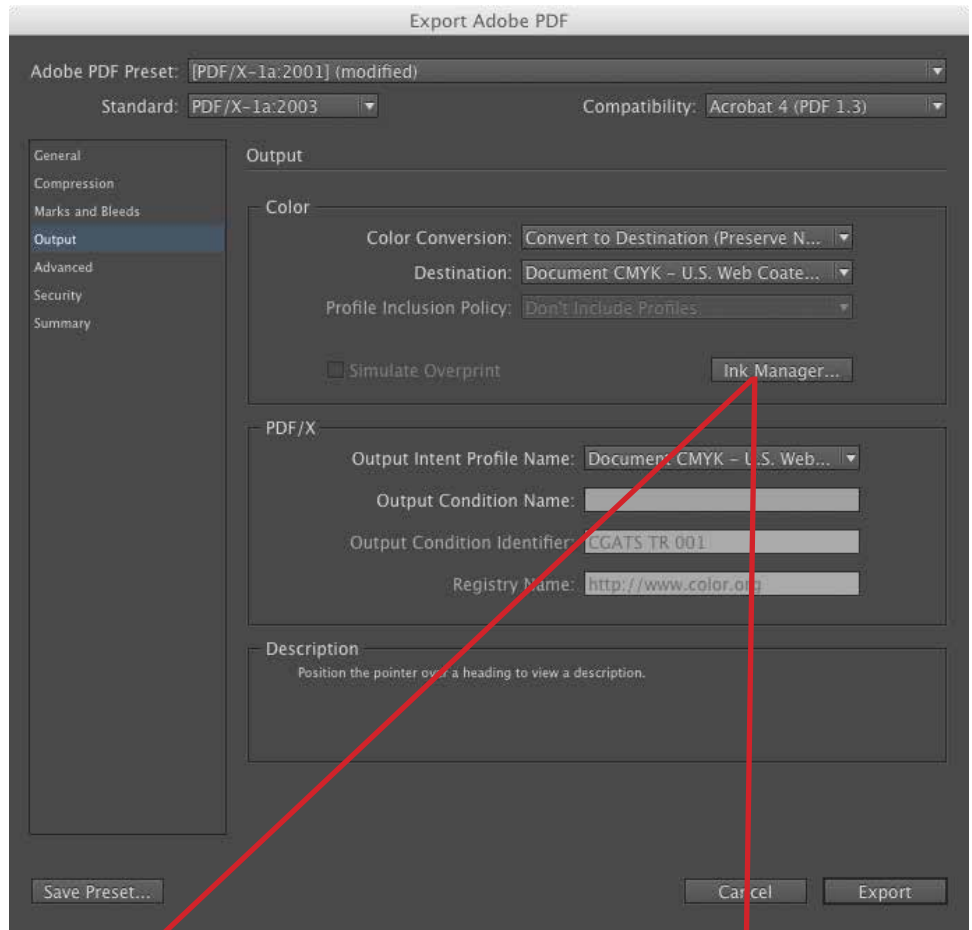 Export Adobe PDF
Adobe PDF Preset: [PDF/X-1a:2001] (modified)
Standard: PDF/X-1a:2003 Compatibility: Acrobat 4 (PDF 1.3)
General
Compression
Marks and Bleeds
Output
Advanced
Security
Summary
Output
Color
Color Conversion: Convert to Destination (Preserve N...
Destination: Document CMYK – U.S. Web Coate...
Profile Inclusion Policy: Don't Include Profiles
Simulate Overprint Ink Manager...
PDF/X
Output Intent Profile Name: Document CMYK – U.S. Web...
Output Condition Name:
Output Condition Identifier: CGATS TR 001
Registry Name: http://www.color.org
Description
Position the pointer over a heading to view a description.
Save Preset... Cancel Export